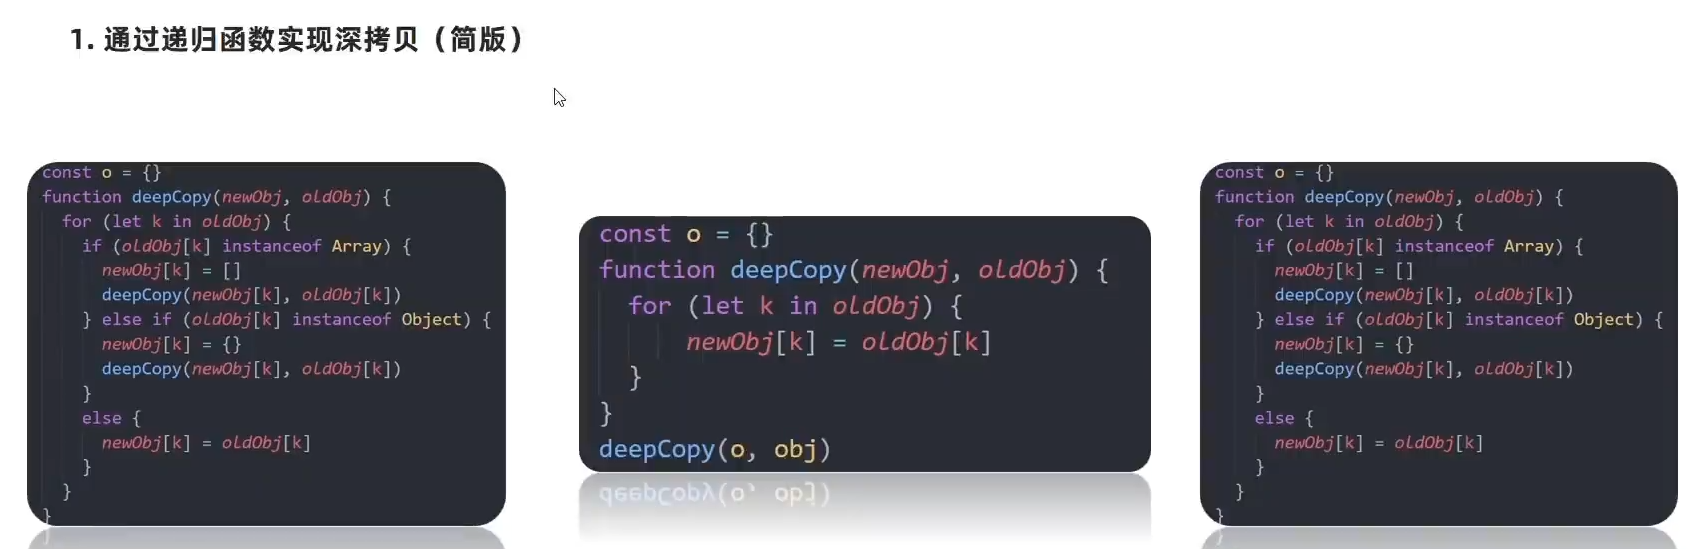 1. 通过递归函数实现深拷贝（简版）
const o = {}
function deepCopy(newObj, oldObj) {
  for (let k in oldObj) {
    if (oldObj[k] instanceof Array) {
      newObj[k] = []
      deepCopy(newObj[k], oldObj[k])
    } else if (oldObj[k] instanceof Object) {
      newObj[k] = {}
      deepCopy(newObj[k], oldObj[k])
    }
    else {
      newObj[k] = oldObj[k]
    }
  }
}
const o = {}
function deepCopy(newObj, oldObj) {
  for (let k in oldObj) {
      newObj[k] = oldObj[k]
  }
}
deepCopy(o, obj)
const o = {}
function deepCopy(newObj, oldObj) {
  for (let k in oldObj) {
    if (oldObj[k] instanceof Array) {
      newObj[k] = []
      deepCopy(newObj[k], oldObj[k])
    } else if (oldObj[k] instanceof Object) {
      newObj[k] = {}
      deepCopy(newObj[k], oldObj[k])
    }
    else {
      newObj[k] = oldObj[k]
    }
  }
}